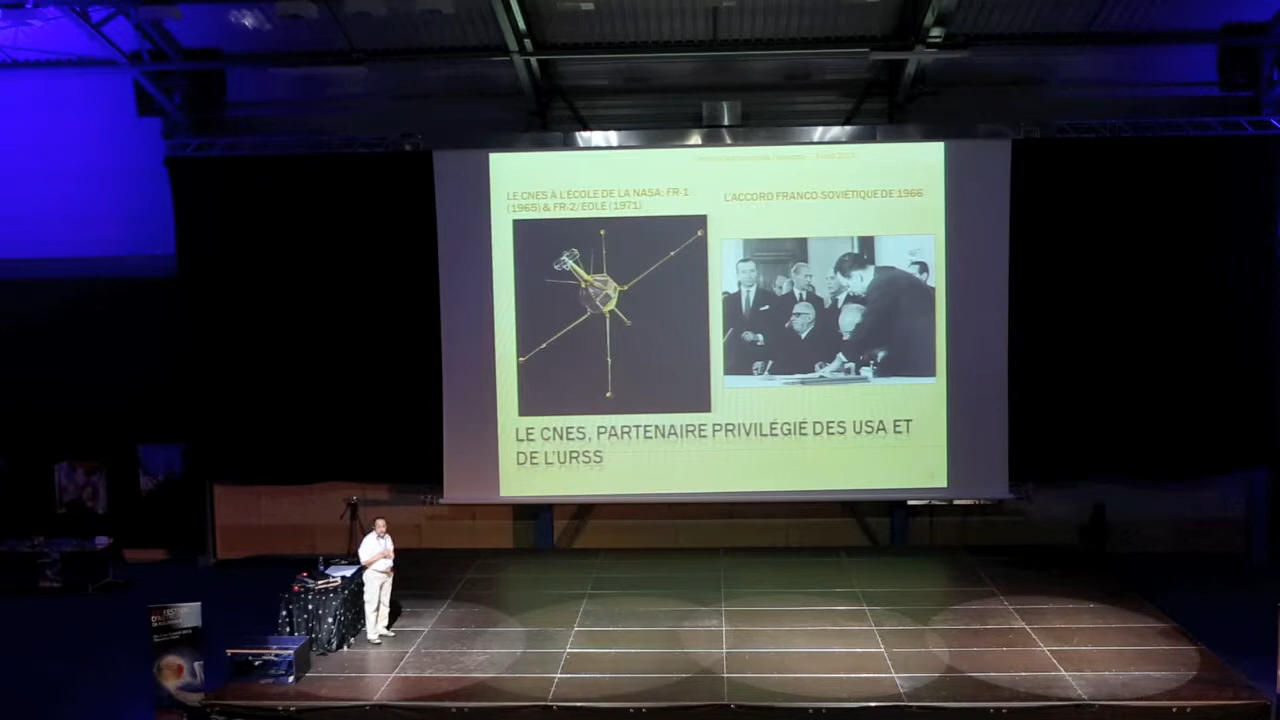 LE CNES À L'ÉCOLE DE LA NASA: FR-1
(1965) & FR-2/EOLE (1971)
L'ACCORD FRANCO-SOVIÉTIQUE DE 1966
LE CNES, PARTENAIRE PRIVILÉGIÉ DES USA ET
DE L'URSS
FESTIVAL